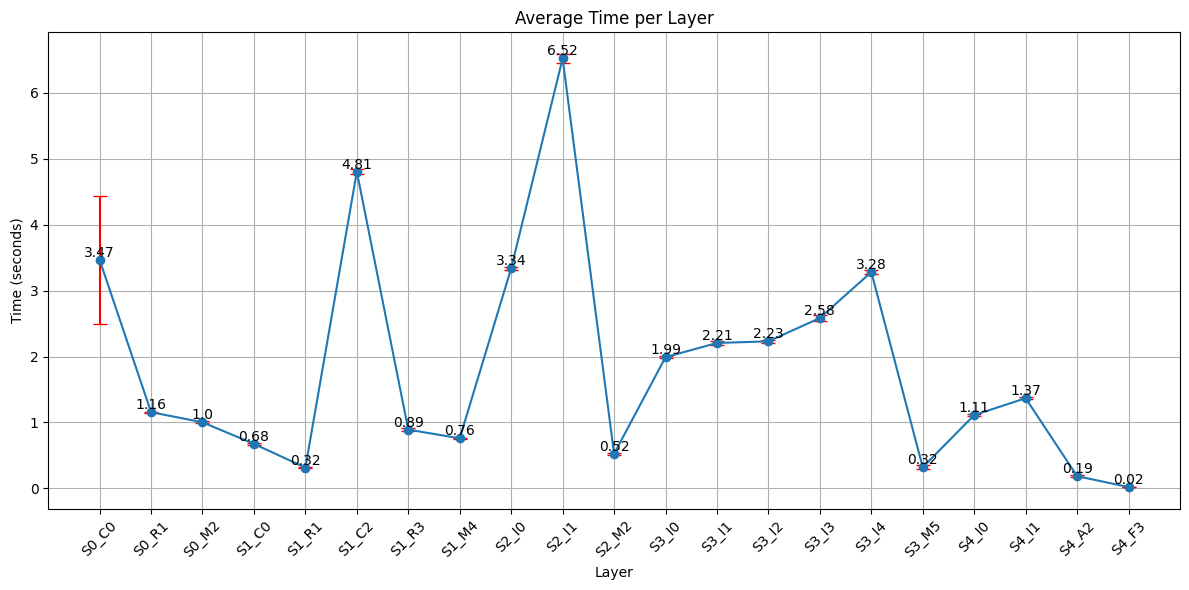 Average Time per Layer
Time (seconds)
6
5
4
3
2
1
0
3.47
1.16
1.0
0.68
0.32
4.81
0.89
0.76
3.34
6.52
0.52
1.99
2.21
2.23
2.58
3.28
0.32
1.11
1.37
0.19
0.02
S0_C0
S0_R1
S0_M2
S1_C0
S1_R1
S1_C2
S1_R3
S1_M4
S2_I0
S2_I1
S2_M2
S3_I0
S3_I1
S3_I2
S3_I3
S3_I4
S3_M5
S4_I0
S4_I1
S4_A2
S4_F3
Layer